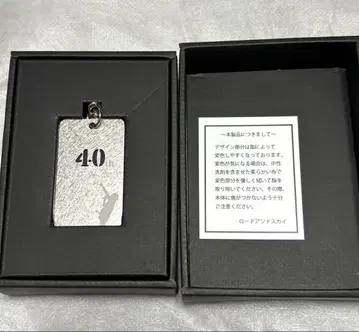 40
〜本製品につきまして〜
デザイン部分は指によって
変色しやすくなっております。
変色が気になる場合は、中性
洗剤を含ませた柔らかい布で
変色部分を優しく拭いて指を
取り除いてください。その際、
本体に傷がつかないよう十分
ご注意ください。
ロードアンドスカイ